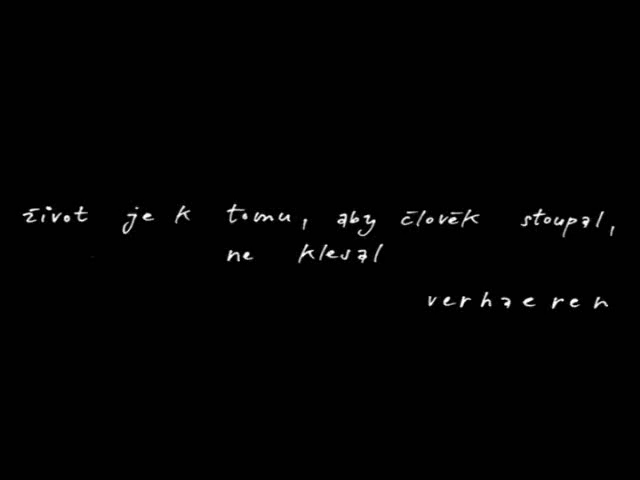 život je k tomu, aby člověk stoupal,
ne klesal
verhaeren